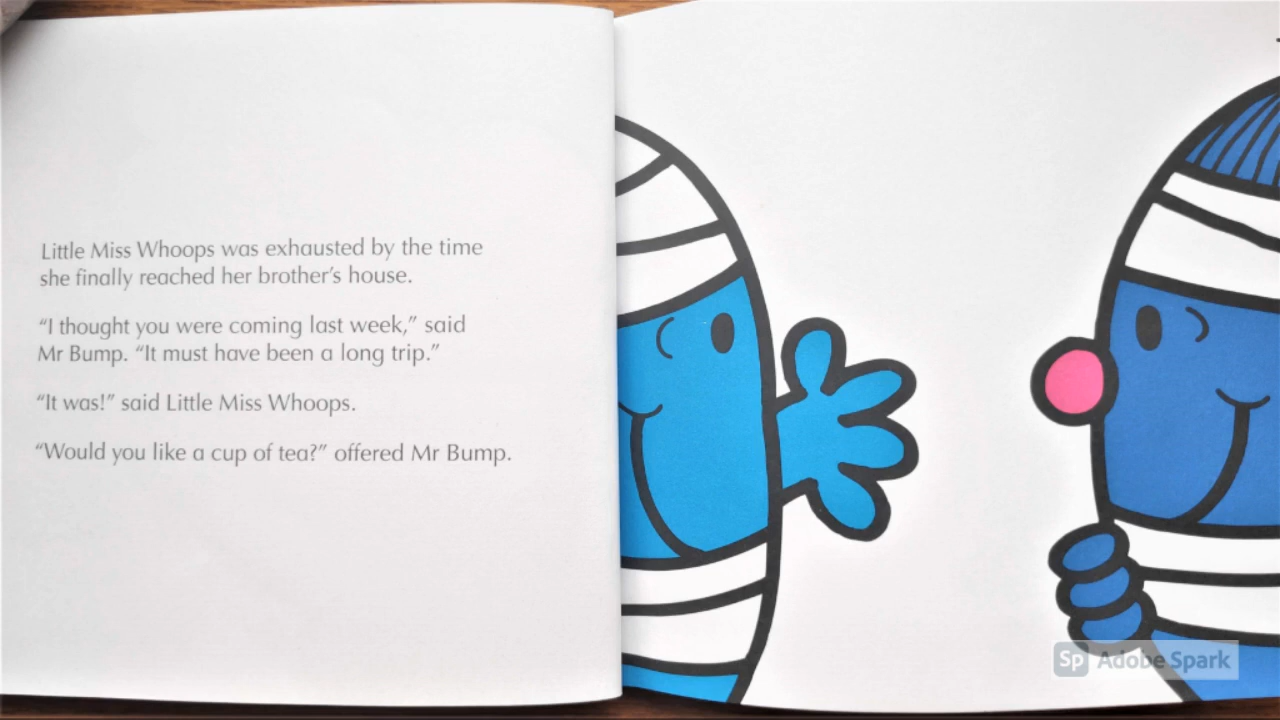 Little Miss Whoops was exhausted by the time
she finally reached her brother’s house.
“I thought you were coming last week,” said
Mr Bump. “It must have been a long trip.”
“It was!” said Little Miss Whoops.
“Would you like a cup of tea?” offered Mr Bump.
Sp Adobe Spark